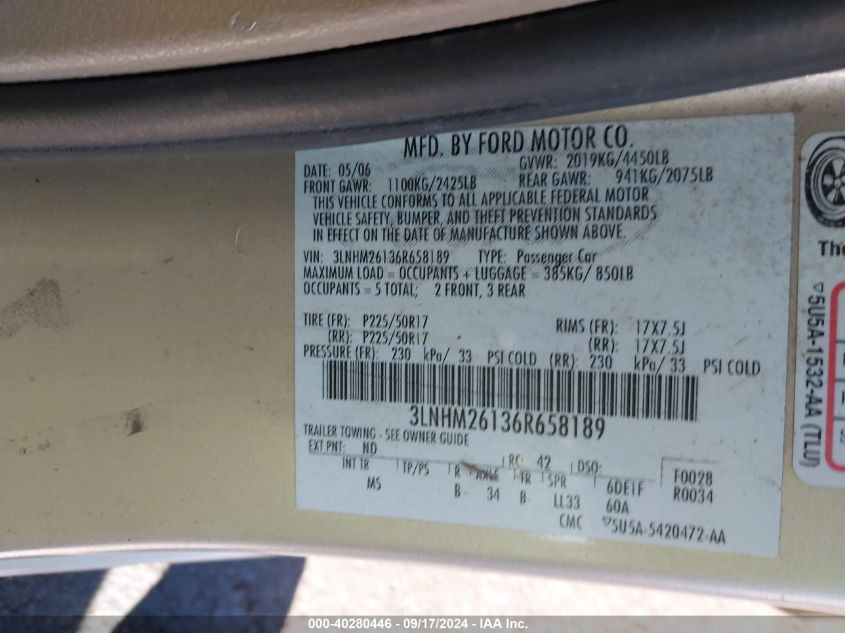 MFD. BY FORD MOTOR CO.
DATE: 05/06 GVWR: 2019KG/4450LB
FRONT GAWR: 1100KG/2425LB REAR GAWR: 941KG/2075LB
THIS VEHICLE CONFORMS TO ALL APPLICABLE FEDERAL MOTOR
VEHICLE SAFETY, BUMPER, AND THEFT PREVENTION STANDARDS
IN EFFECT ON THE DATE OF MANUFACTURE SHOWN ABOVE.
VIN: 3LNHM26136R658189 TYPE: Passenger Car
MAXIMUM LOAD = OCCUPANTS + LUGGAGE = 385KG/ 850LB
OCCUPANTS = 5 TOTAL; 2 FRONT, 3 REAR
TIRE (FR): P225/50R17 RIMS (FR): 17X7.5J
(RR): P225/50R17 (RR): 17X7.5J
PRESSURE (FR): 230 kPa/ 33 PSI COLD (RR): 230 kPa/ 33 PSI COLD
3LNHM26136R658189
TRAILER TOWING - SEE OWNER GUIDE
EXT PNT: ND RC: 42 DSO: F0028
INT TR TP/PS R AXLE TR SPR 6DE1F R0034
M5 B 34 B LL33 60A
CMC 5U5A-5420472-AA
The
5U5A-1532-AA (TLU)
000-40280446 - 09/17/2024 - IAA Inc.